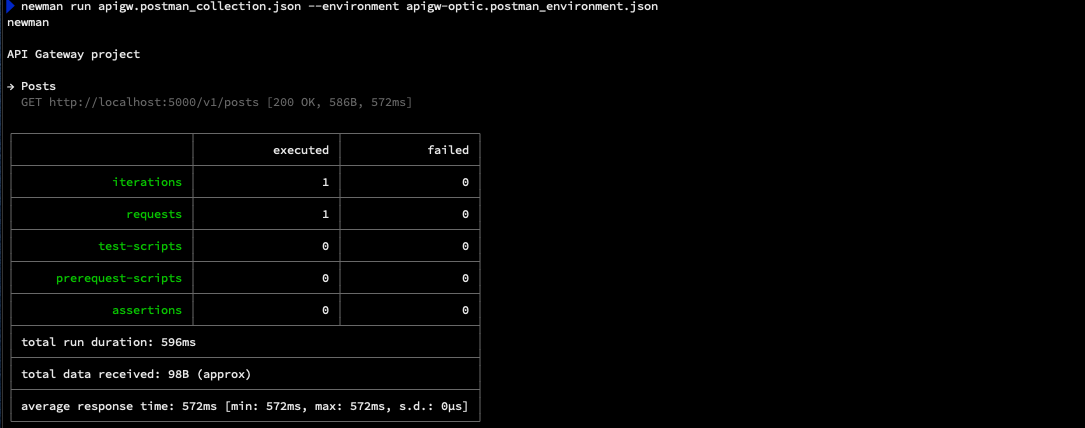 newman run apigw.postman_collection.json --environment apigw-optic.postman_environment.json
newman
API Gateway project
→ Posts
GET http://localhost:5000/v1/posts [200 OK, 586B, 572ms]
executed failed
iterations 1 0
requests 1 0
test-scripts 0 0
prerequest-scripts 0 0
assertions 0 0
total run duration: 596ms
total data received: 98B (approx)
average response time: 572ms [min: 572ms, max: 572ms, s.d.: 0µs]